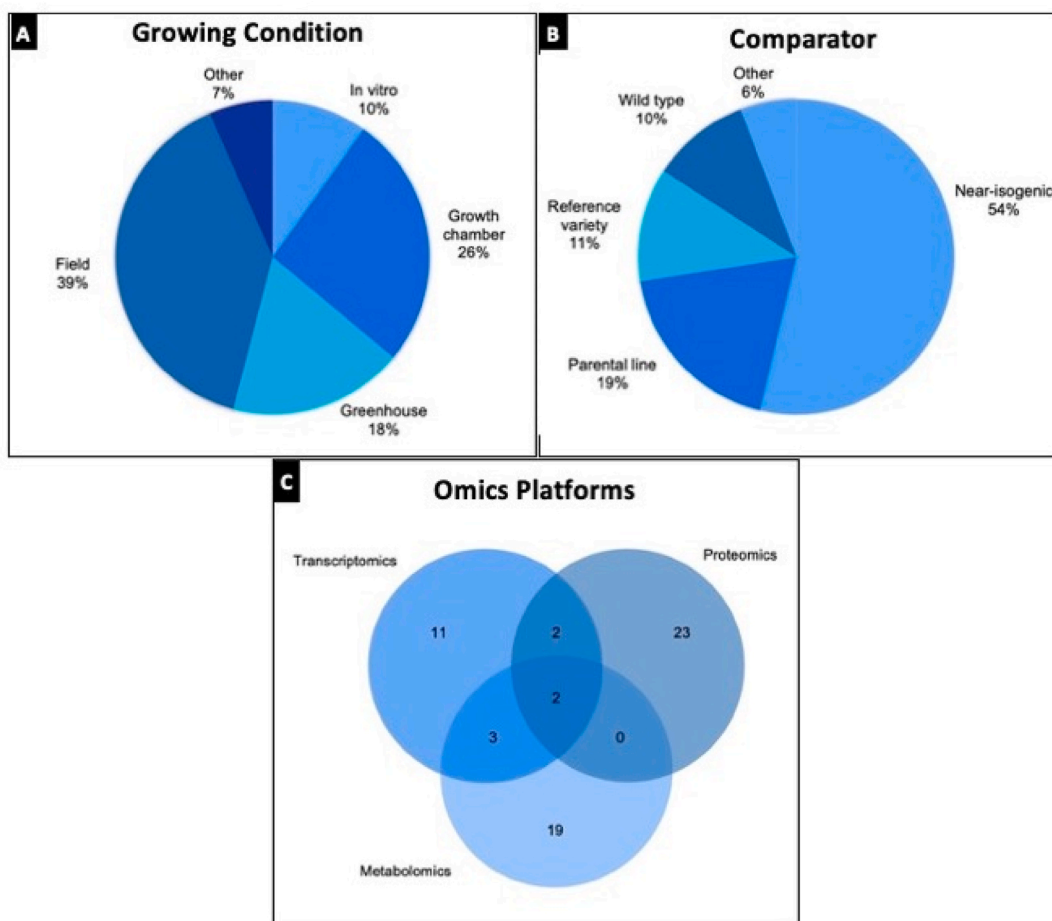 A
Growing Condition
Other
7%
In vitro
10%
Growth
chamber
26%
Field
39%
Greenhouse
18%
B
Comparator
Other
6%
Wild type
10%
Near-isogenic
54%
Reference
variety
11%
Parental line
19%
C
Omics Platforms
Transcriptomics
Proteomics
11
2
23
2
3
0
19
Metabolomics